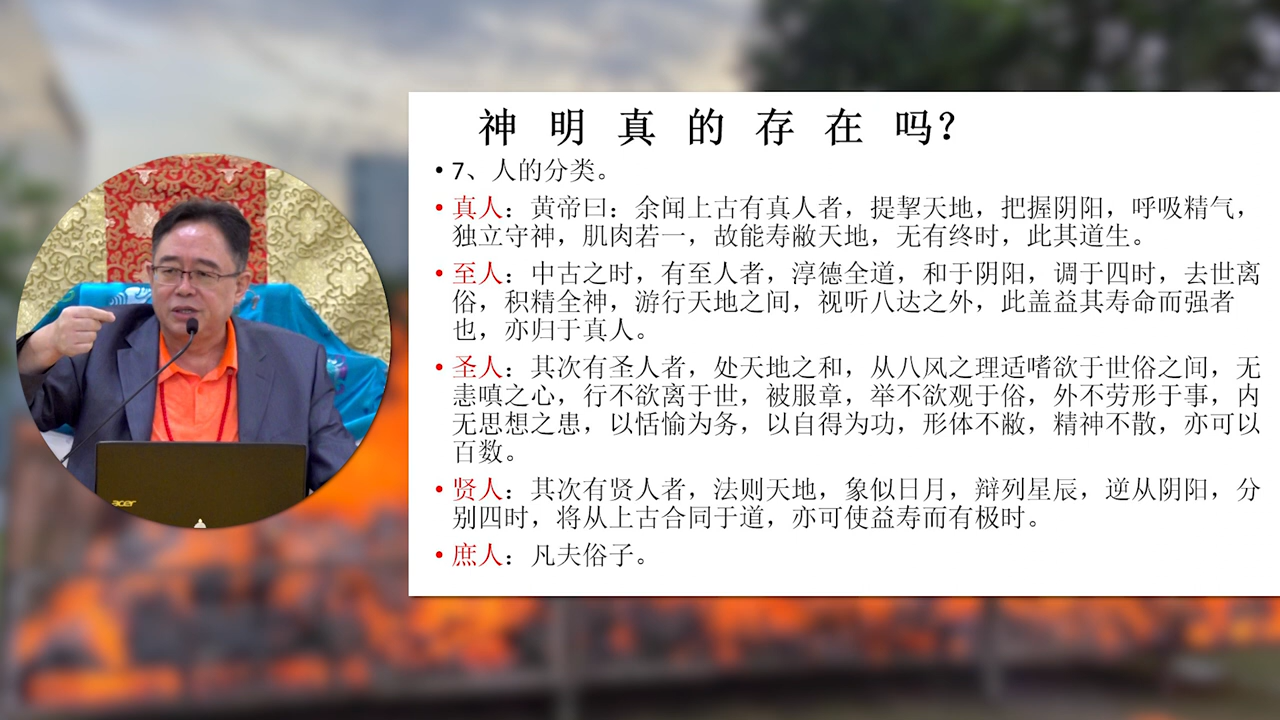 神明真的存在吗？
• 7、人的分类。
• 真人：黄帝曰：余闻上古有真人者，提挈天地，把握阴阳，呼吸精气，
独立守神，肌肉若一，故能寿敝天地，无有终时，此其道生。
• 至人：中古之时，有至人者，淳德全道，和于阴阳，调于四时，去世离
俗，积精全神，游行天地之间，视听八达之外，此盖益其寿命而强者
也，亦归于真人。
• 圣人：其次有圣人者，处天地之和，从八风之理适嗜欲于世俗之间，无
恚嗔之心，行不欲离于世，被服章，举不欲观于俗，外不劳形于事，内
无思想之患，以恬愉为务，以自得为功，形体不敝，精神不散，亦可以
百数。
• 贤人：其次有贤人者，法则天地，象似日月，辩列星辰，逆从阴阳，分
别四时，将从上古合同于道，亦可使益寿而有极时。
• 庶人：凡夫俗子。
acer